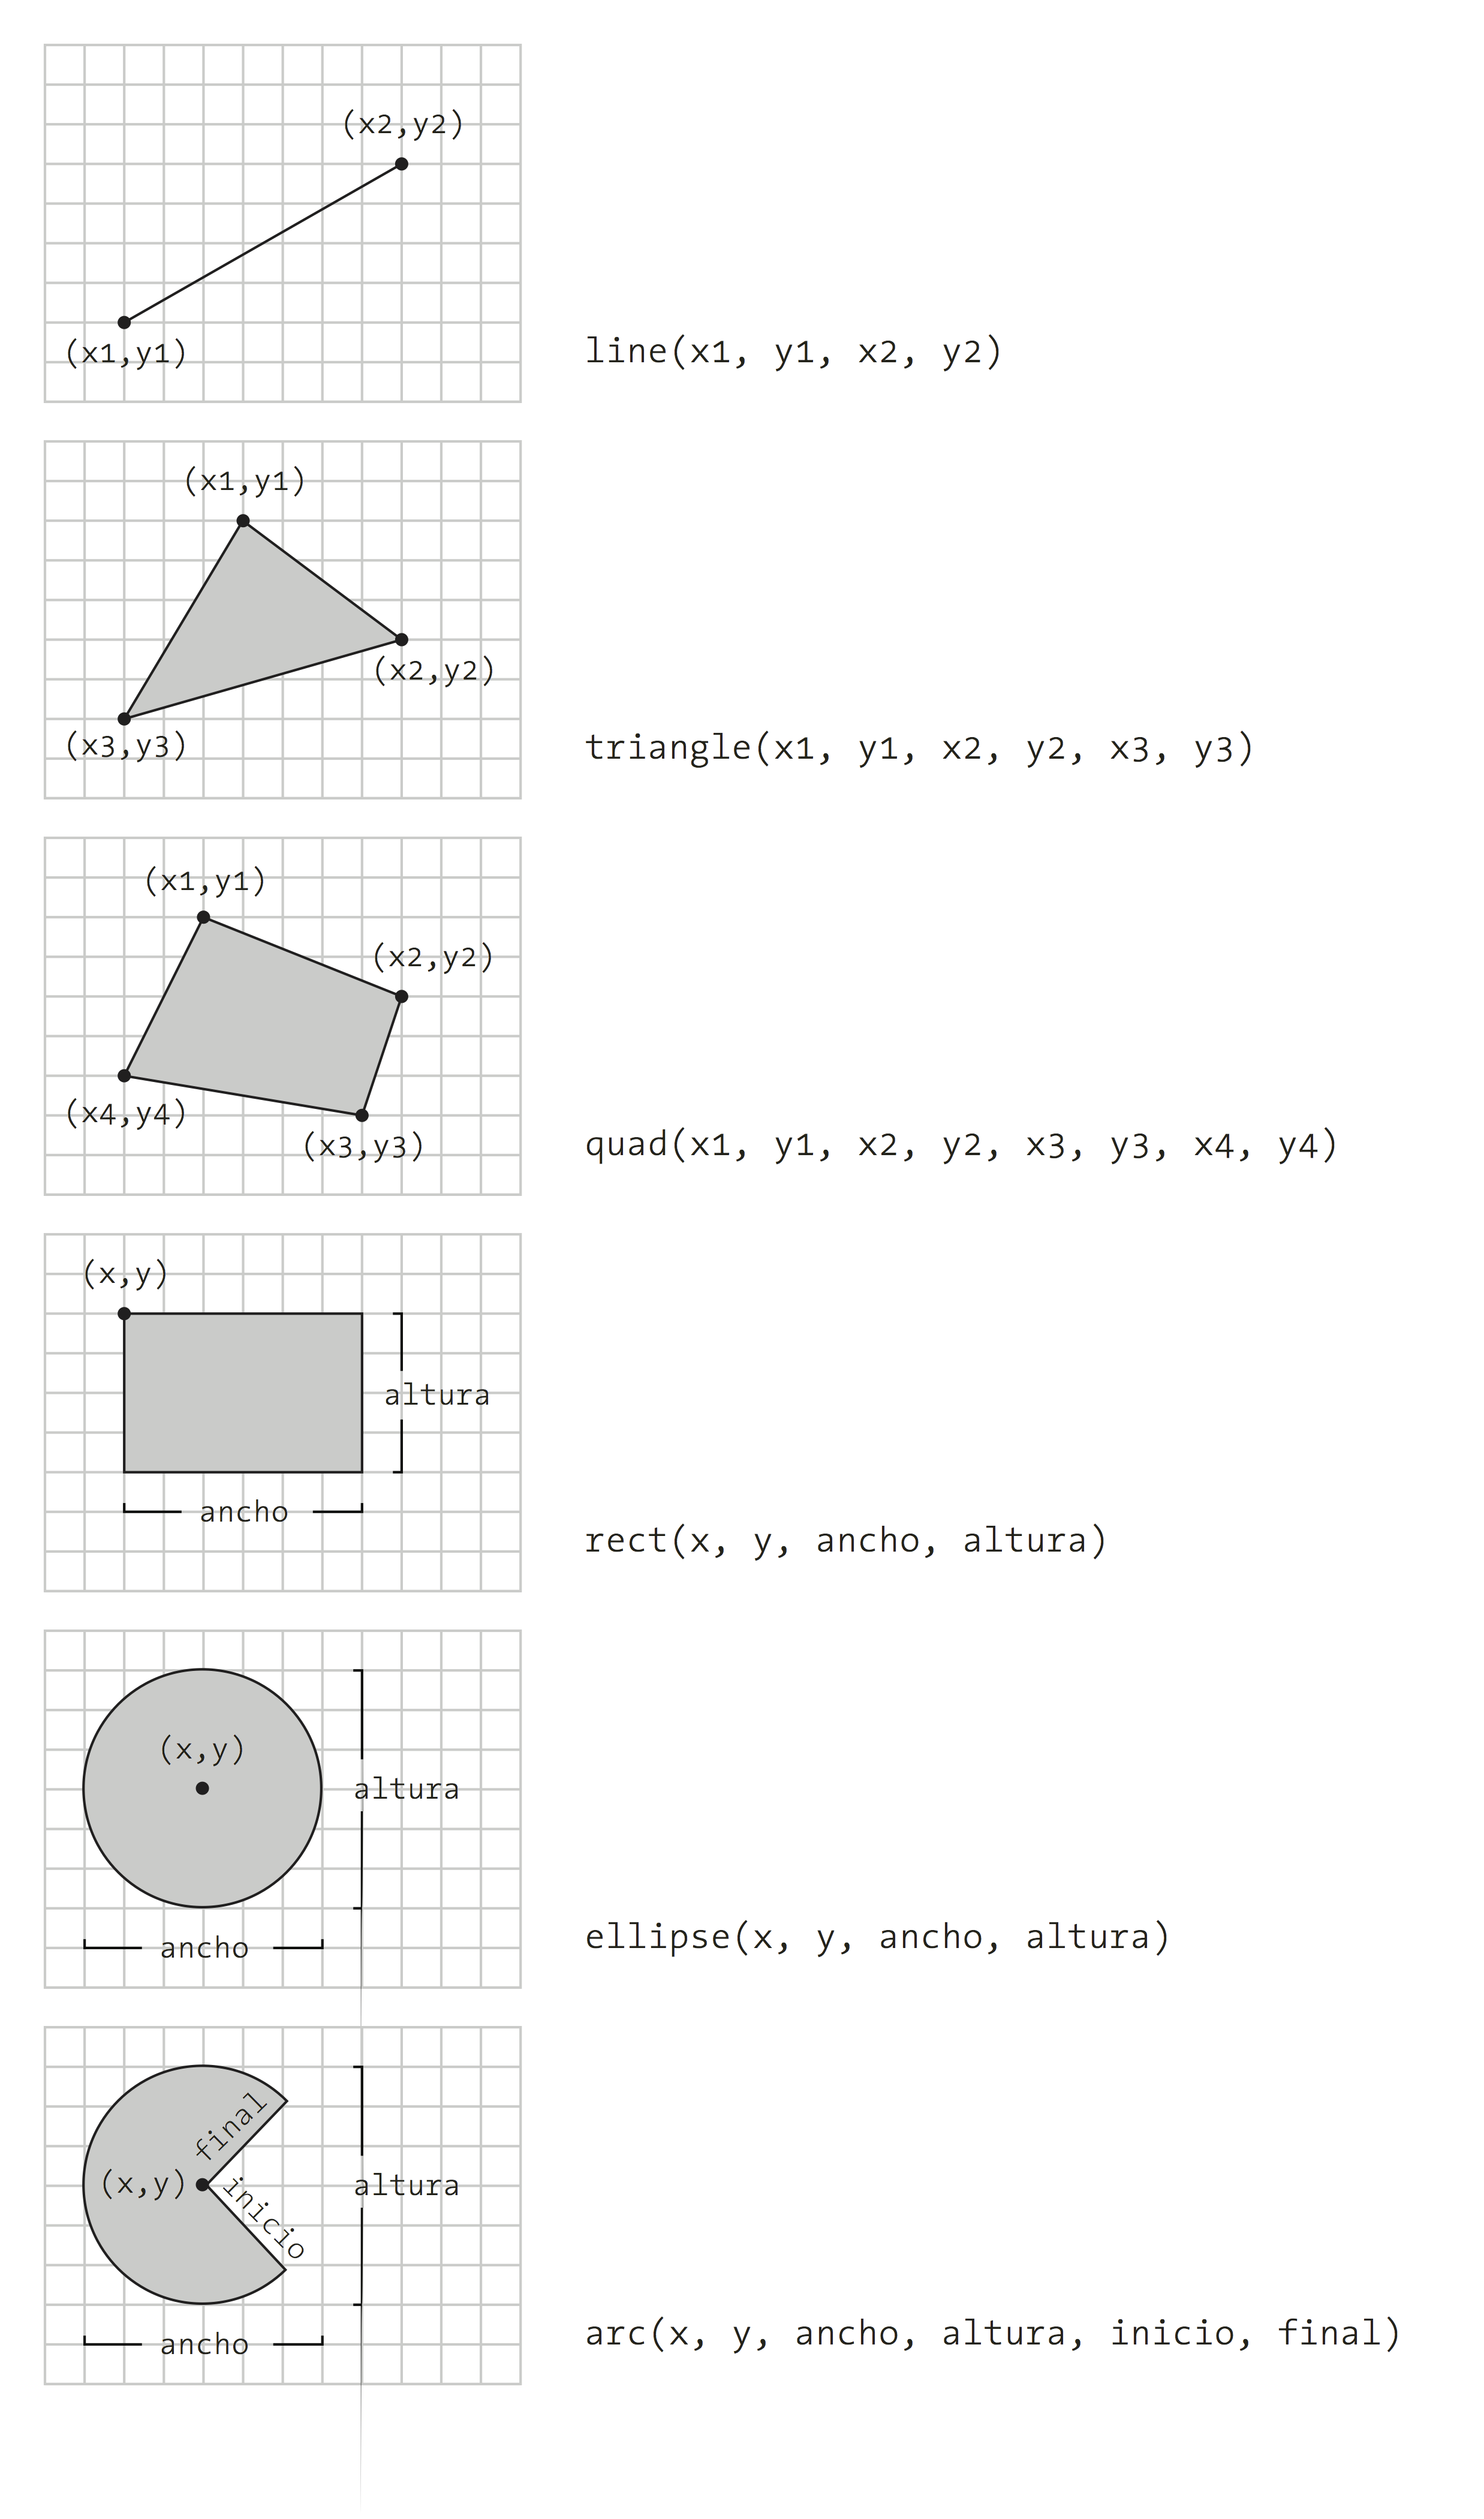 (x2,y2)
(x1,y1)
line(x1, y1, x2, y2)
(x1,y1)
(x2,y2)
(x3,y3)
triangle(x1, y1, x2, y2, x3, y3)
(x1,y1)
(x2,y2)
(x4,y4)
(x3,y3)
quad(x1, y1, x2, y2, x3, y3, x4, y4)
(x,y)
altura
ancho
rect(x, y, ancho, altura)
(x,y)
altura
ancho
ellipse(x, y, ancho, altura)
final
(x,y)
inicio
altura
ancho
arc(x, y, ancho, altura, inicio, final)